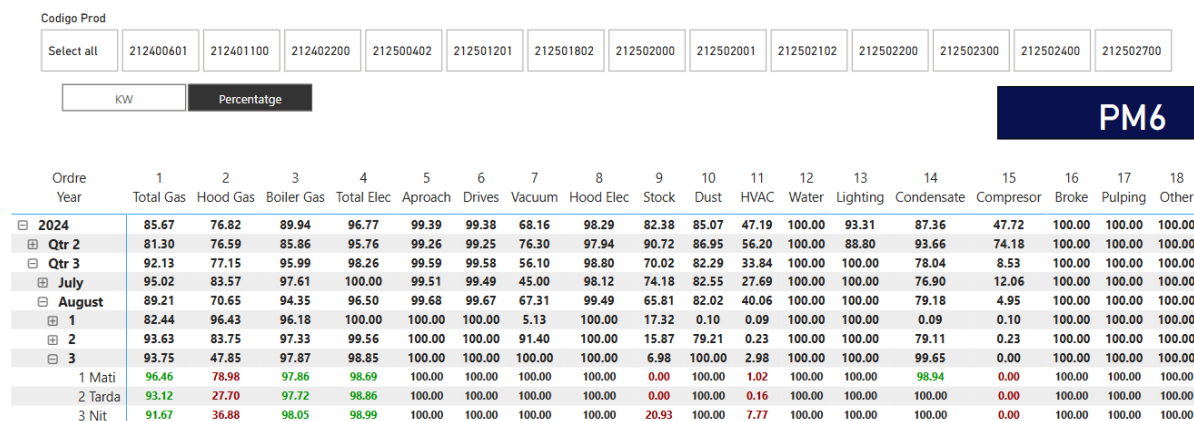 Codigo Prod
Select all 212400601 212401100 212402200 212500402 212501201 212501802 212502000 212502001 212502102 212502200 212502300 212502400 212502700
KW Percentatge
PM6
Ordre 1 2 3 4 5 6 7 8 9 10 11 12 13 14 15 16 17 18
Year Total Gas Hood Gas Boiler Gas Total Elec Aproach Drives Vacuum Hood Elec Stock Dust HVAC Water Lighting Condensate Compresor Broke Pulping Other
2024 85.67 76.82 89.94 96.77 99.39 99.38 68.16 98.29 82.38 85.07 47.19 100.00 93.31 87.36 47.72 100.00 100.00 100.00
Qtr 2 81.30 76.59 85.86 95.76 99.26 99.25 76.30 97.94 90.72 86.95 56.20 100.00 88.80 93.66 74.18 100.00 100.00 100.00
Qtr 3 92.13 77.15 95.99 98.26 99.59 99.58 56.10 98.80 70.02 82.29 33.84 100.00 100.00 78.04 8.53 100.00 100.00 100.00
July 95.02 83.57 97.61 100.00 99.51 99.49 45.00 98.12 74.18 82.55 27.69 100.00 100.00 76.90 12.06 100.00 100.00 100.00
August 89.21 70.65 94.35 96.50 99.68 99.67 67.31 99.49 65.81 82.02 40.06 100.00 100.00 79.18 4.95 100.00 100.00 100.00
1 82.44 96.43 96.18 100.00 100.00 100.00 5.13 100.00 17.32 0.10 0.09 100.00 100.00 0.09 0.10 100.00 100.00 100.00
2 93.63 83.75 97.33 99.56 100.00 100.00 91.40 100.00 15.87 79.21 0.23 100.00 100.00 79.11 0.23 100.00 100.00 100.00
3 93.75 47.85 97.87 98.85 100.00 100.00 100.00 100.00 6.98 100.00 2.98 100.00 100.00 99.65 0.00 100.00 100.00 100.00
1 Mati 96.46 78.98 97.86 98.69 100.00 100.00 100.00 100.00 0.00 100.00 1.02 100.00 100.00 98.94 0.00 100.00 100.00 100.00
2 Tarda 93.12 27.70 97.72 98.86 100.00 100.00 100.00 100.00 0.00 100.00 0.16 100.00 100.00 100.00 0.00 100.00 100.00 100.00
3 Nit 91.67 36.88 98.05 98.99 100.00 100.00 100.00 100.00 20.93 100.00 7.77 100.00 100.00 100.00 0.00 100.00 100.00 100.00